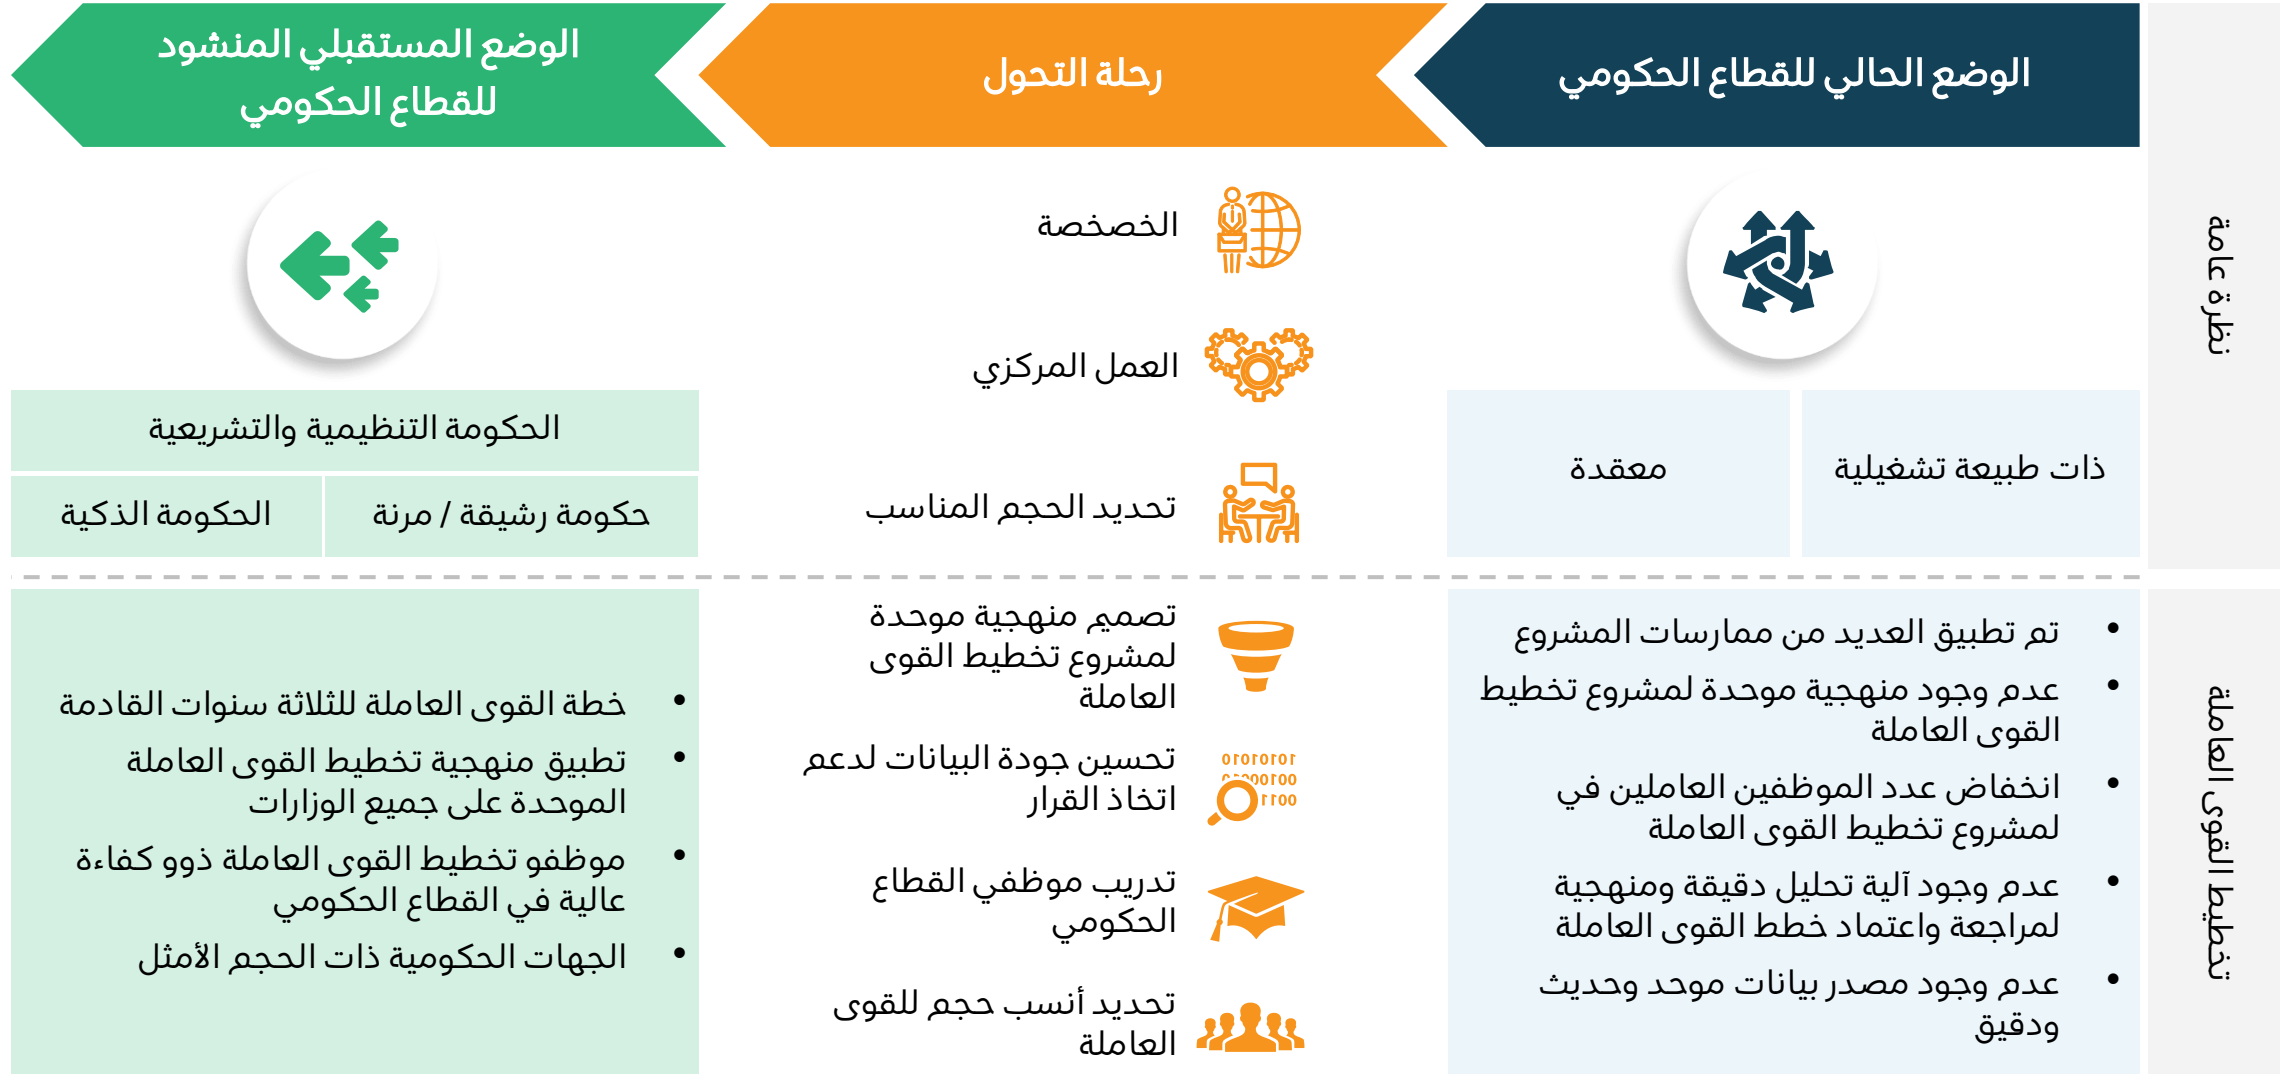 الوضع الحالي للقطاع الحكومي
رحلة التحول
الوضع المستقبلي المنشود
للقطاع الحكومي
نظرة عامة
ذات طبيعة تشغيلية
معقدة
الخصخصة
العمل المركزي
تحديد الحجم المناسب
الحكومة التنظيمية والتشريعية
حكومة رشيقة / مرنة
الحكومة الذكية
تخطيط القوى العاملة
• تم تطبيق العديد من ممارسات المشروع
• عدم وجود منهجية موحدة لمشروع تخطيط
القوى العاملة
• انخفاض عدد الموظفين العاملين في
لمشروع تخطيط القوى العاملة
• عدم وجود آلية تحليل دقيقة ومنهجية
لمراجعة واعتماد خطط القوى العاملة
• عدم وجود مصدر بيانات موحد وحديث
ودقيق
تصميم منهجية موحدة
لمشروع تخطيط القوى
العاملة
تحسين جودة البيانات لدعم
اتخاذ القرار
تدريب موظفي القطاع
الحكومي
تحديد أنسب حجم للقوى
العاملة
• خطة القوى العاملة للثلاثة سنوات القادمة
• تطبيق منهجية تخطيط القوى العاملة
الموحدة على جميع الوزارات
• موظفو تخطيط القوى العاملة ذوو كفاءة
عالية في القطاع الحكومي
• الجهات الحكومية ذات الحجم الأمثل